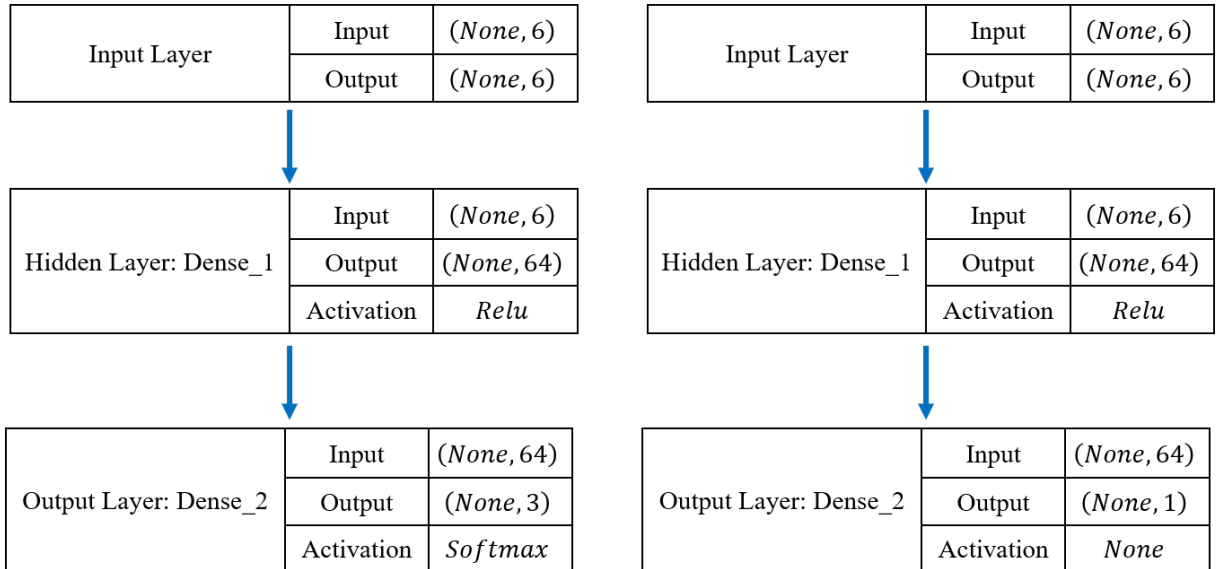 Input Layer
Input (None, 6)
Output (None, 6)
Hidden Layer: Dense_1
Input (None, 6)
Output (None, 64)
Activation Relu
Output Layer: Dense_2
Input (None, 64)
Output (None, 3)
Activation Softmax
Input Layer
Input (None, 6)
Output (None, 6)
Hidden Layer: Dense_1
Input (None, 6)
Output (None, 64)
Activation Relu
Output Layer: Dense_2
Input (None, 64)
Output (None, 1)
Activation None